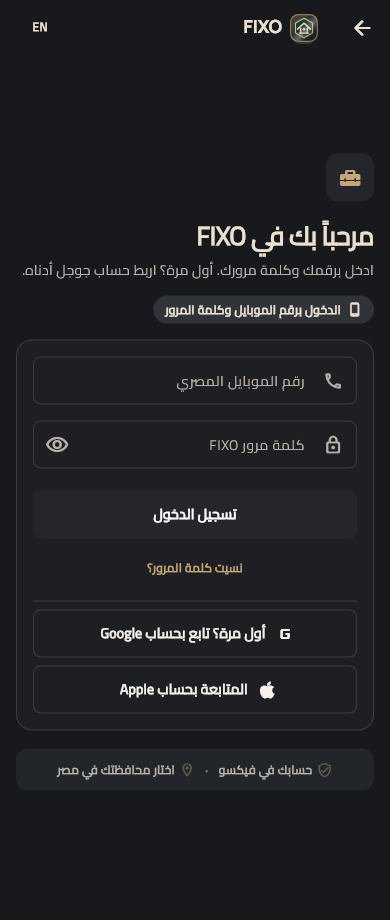 FIXO
EN
مرحباً بك في FIXO
ادخل برقمك وكلمة مرورك. أول مرة؟ اربط حساب جوجل أدناه.
الدخول برقم الموبايل وكلمة المرور
رقم الموبايل المصري
كلمة مرور FIXO
تسجيل الدخول
نسيت كلمة المرور؟
G أول مرة؟ تابع بحساب Google
المتابعة بحساب Apple
حسابك في فيكسو · اختار محافظتك في مصر